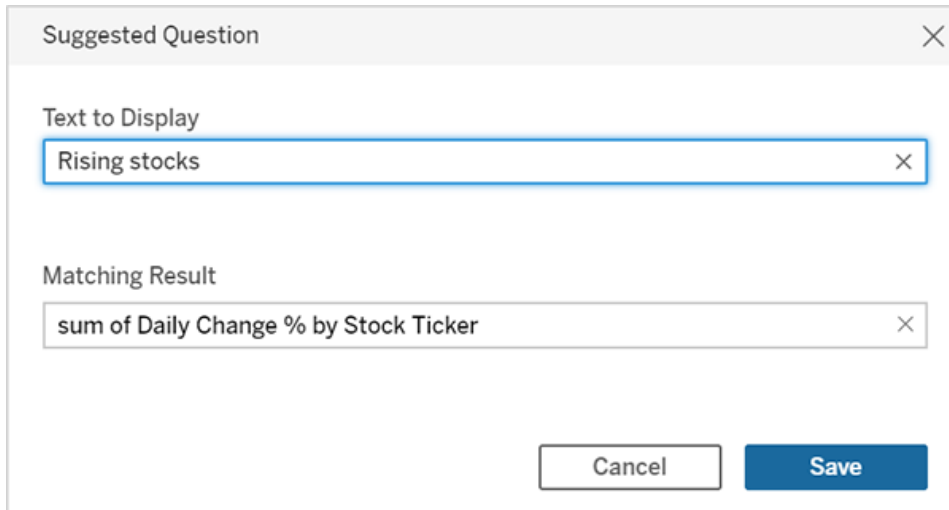 Suggested Question
Text to Display
Rising stocks
Matching Result
sum of Daily Change % by Stock Ticker
Cancel Save